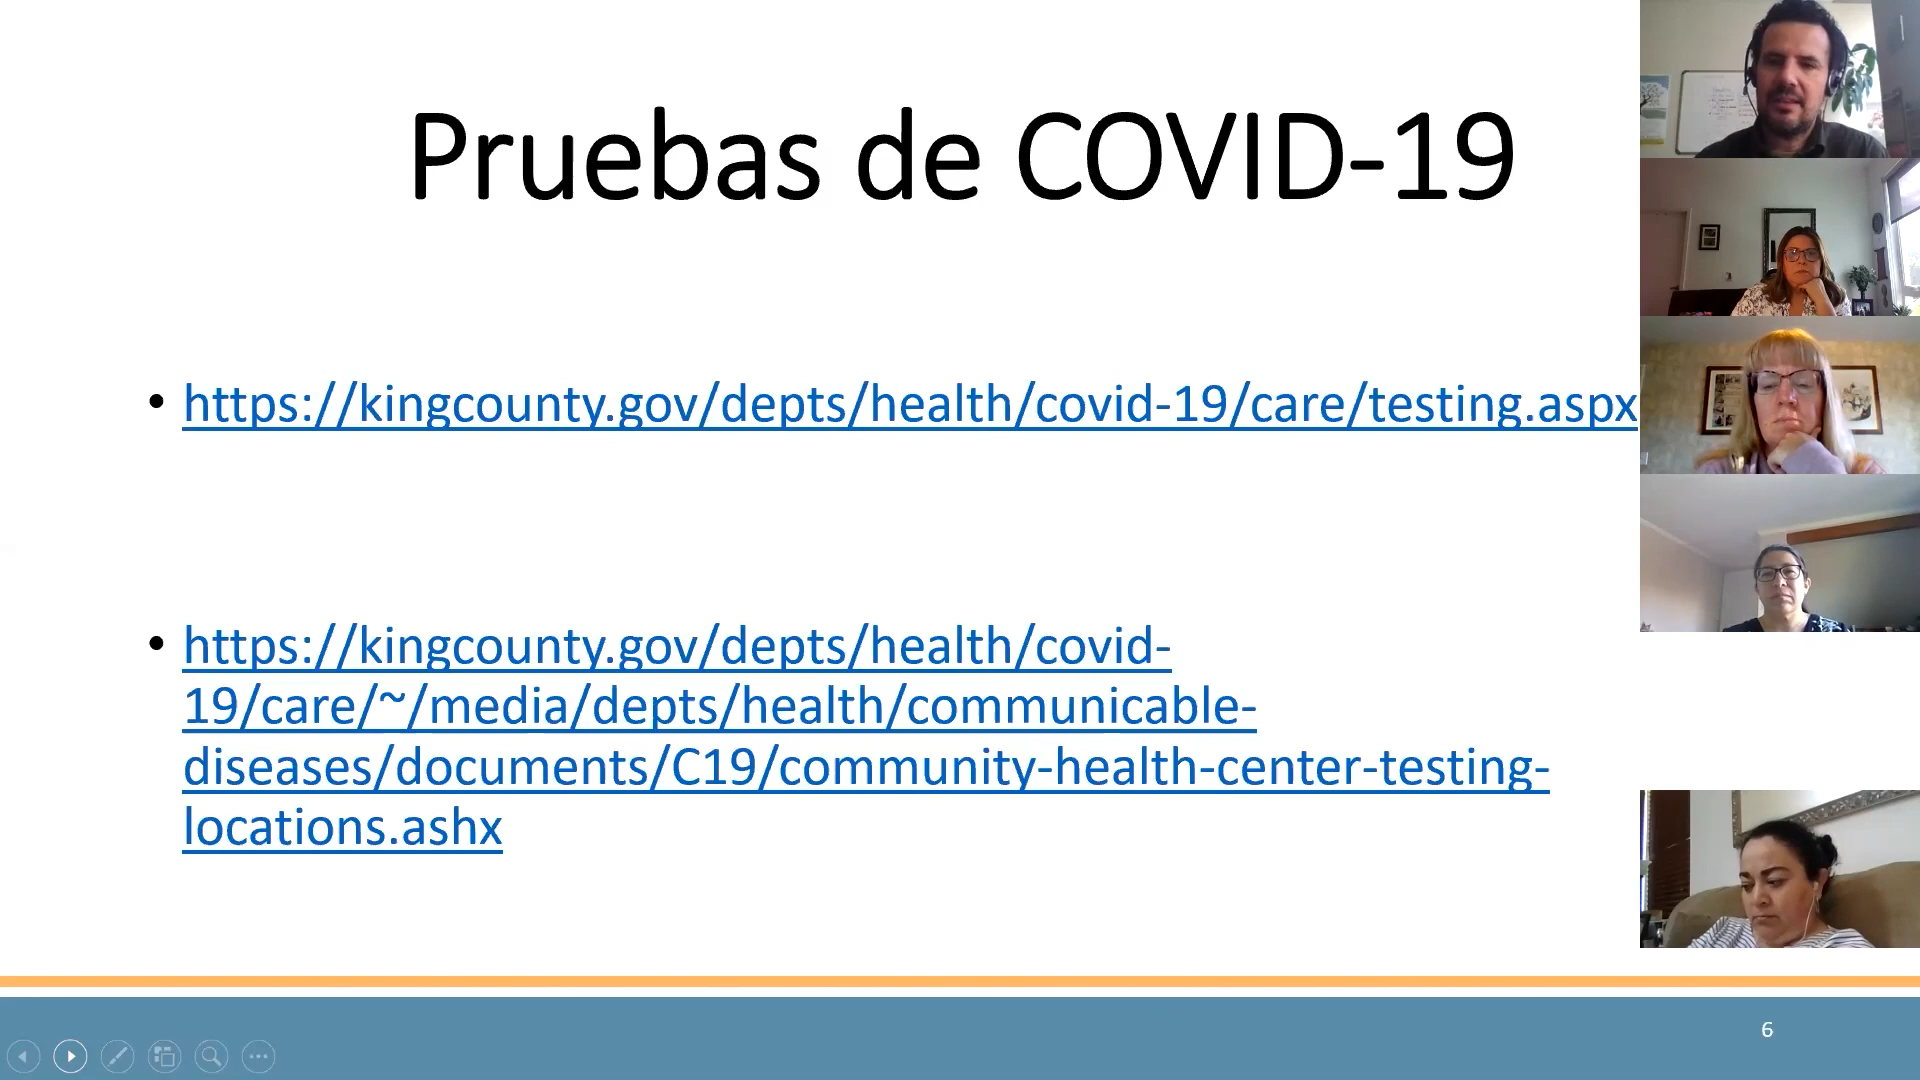 Pruebas de COVID-19
• https://kingcounty.gov/depts/health/covid-19/care/testing.aspx
• https://kingcounty.gov/depts/health/covid-
19/care/~/media/depts/health/communicable-
diseases/documents/C19/community-health-center-testing-
locations.ashx
6